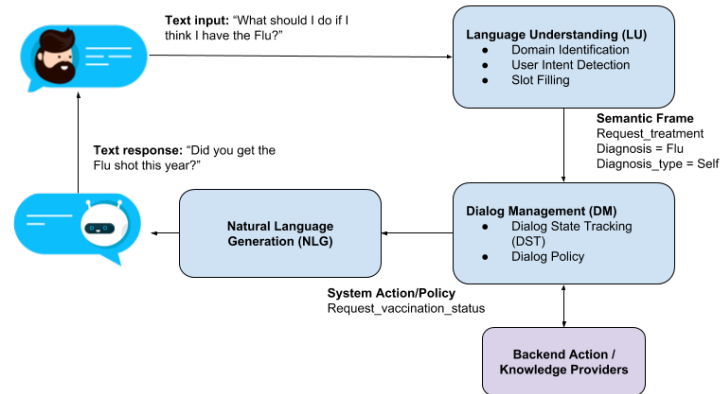 Text input: “What should I do if I
think I have the Flu?”
Language Understanding (LU)
● Domain Identification
● User Intent Detection
● Slot Filling
Semantic Frame
Request_treatment
Diagnosis = Flu
Diagnosis_type = Self
Text response: “Did you get the
Flu shot this year?”
Natural Language
Generation (NLG)
Dialog Management (DM)
● Dialog State Tracking
(DST)
● Dialog Policy
System Action/Policy
Request_vaccination_status
Backend Action /
Knowledge Providers